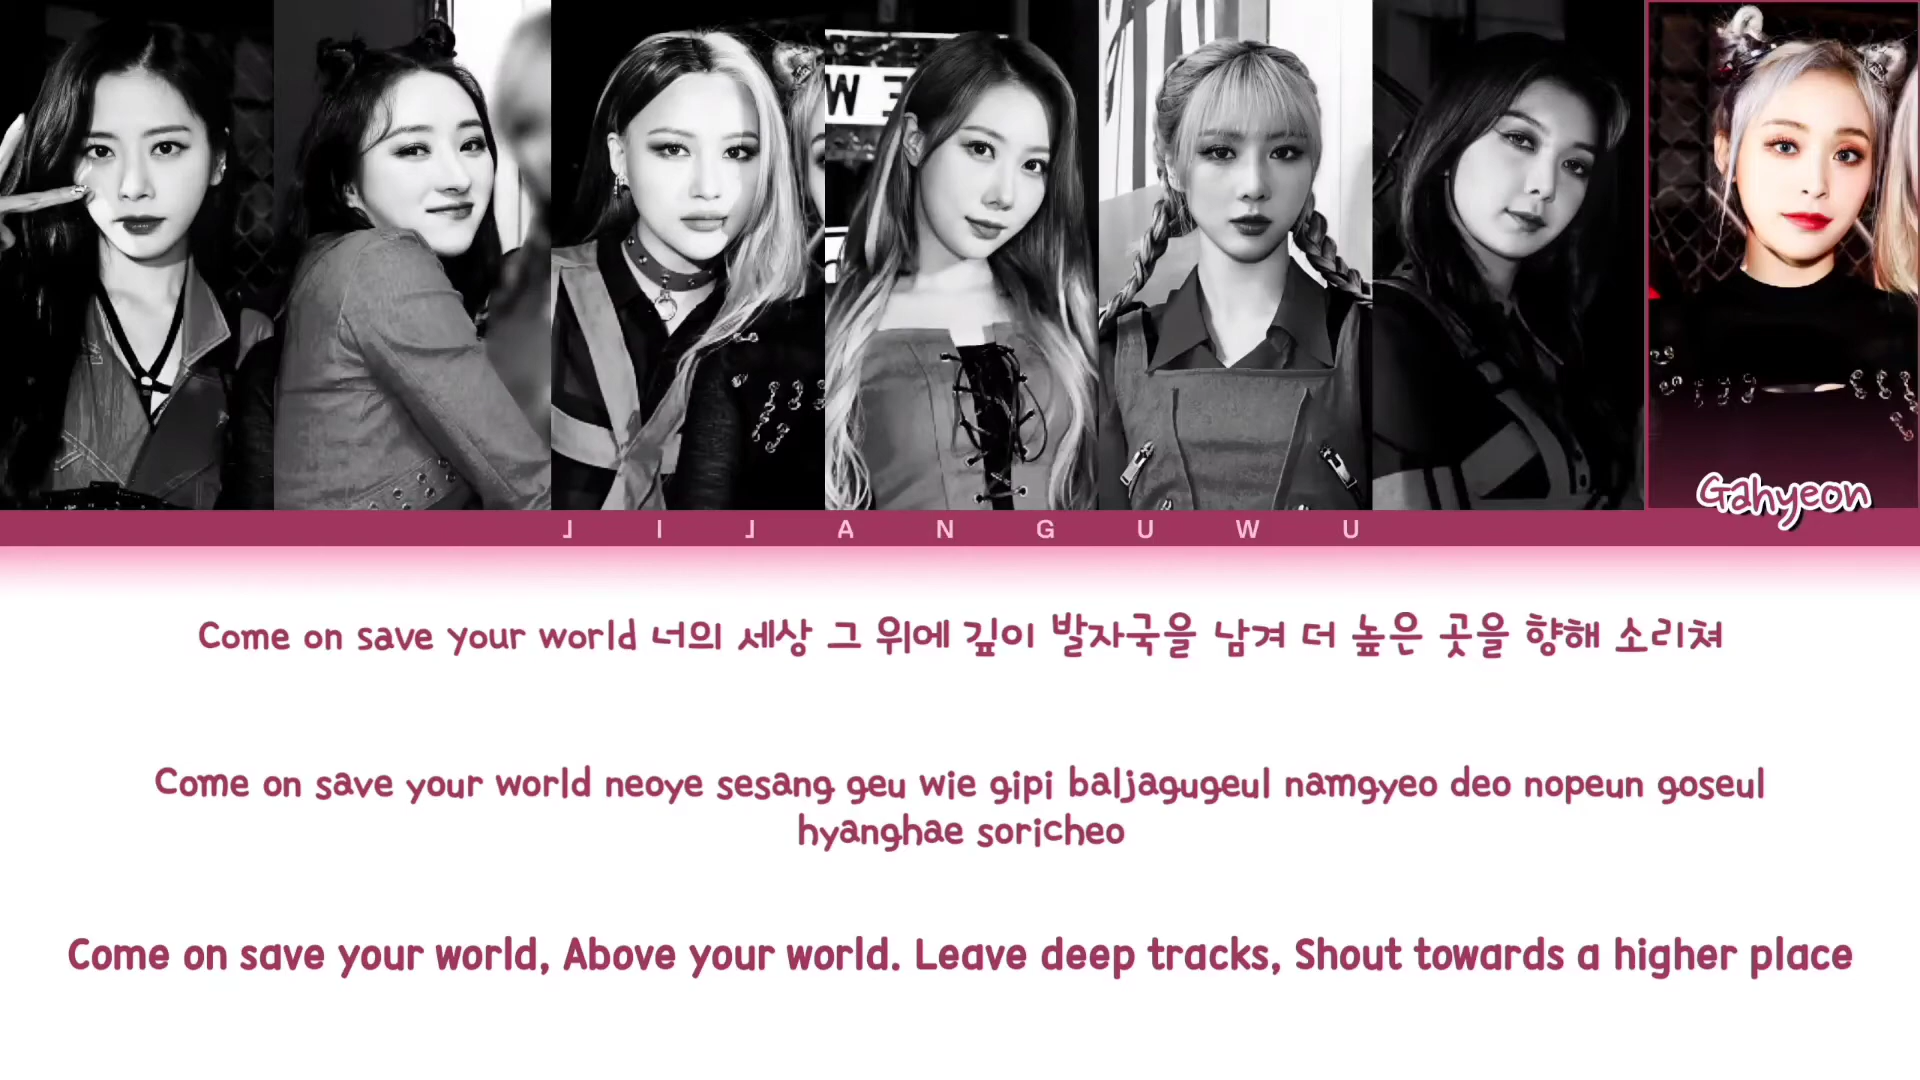 W E
Gahyeon
JIJANGUWU
Come on save your world 너의 세상 그 위에 깊이 발자국을 남겨 더 높은 곳을 향해 소리쳐
Come on save your world neoye sesang geu wie gipi baljagugeul namgyeo deo nopeun goseul
hyanghae soricheo
Come on save your world, Above your world. Leave deep tracks, Shout towards a higher place